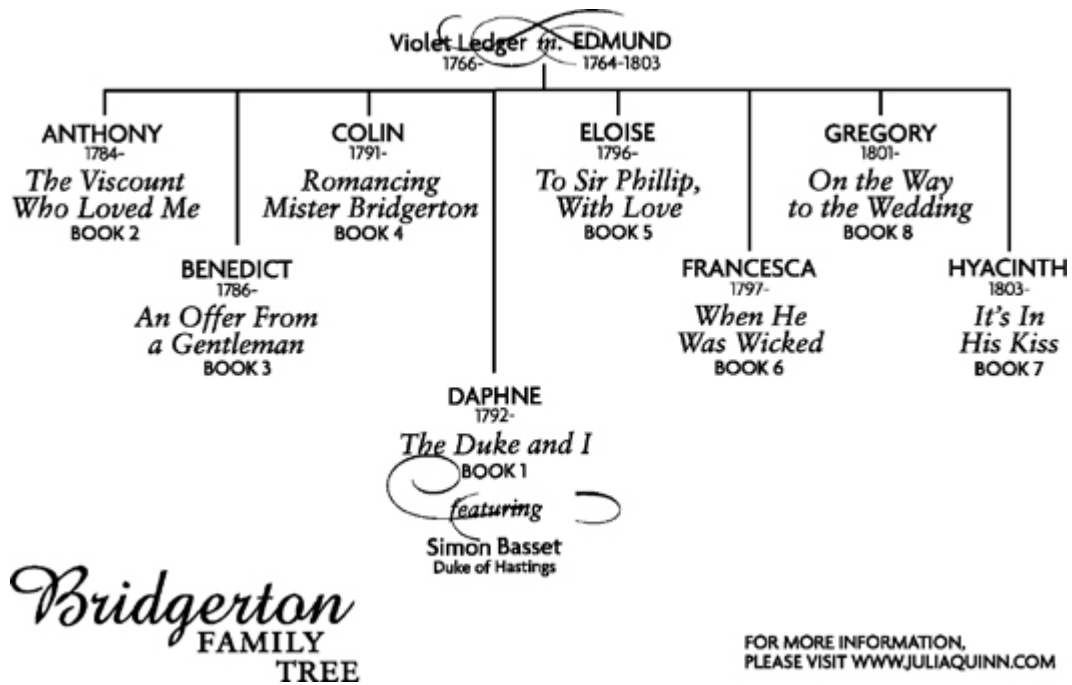 Violet Ledger m. EDMUND
1766- 1764-1803
ANTHONY
1784-
The Viscount
Who Loved Me
BOOK 2
BENEDICT
1786-
An Offer From
a Gentleman
BOOK 3
COLIN
1791-
Romancing
Mister Bridgerton
BOOK 4
DAPHNE
1792-
The Duke and I
BOOK 1
featuring
Simon Basset
Duke of Hastings
ELOISE
1796-
To Sir Phillip,
With Love
BOOK 5
FRANCESCA
1797-
When He
Was Wicked
BOOK 6
GREGORY
1801-
On the Way
to the Wedding
BOOK 8
HYACINTH
1803-
It's In
His Kiss
BOOK 7
Bridgerton
FAMILY
TREE
FOR MORE INFORMATION,
PLEASE VISIT WWW.JULIAQUINN.COM